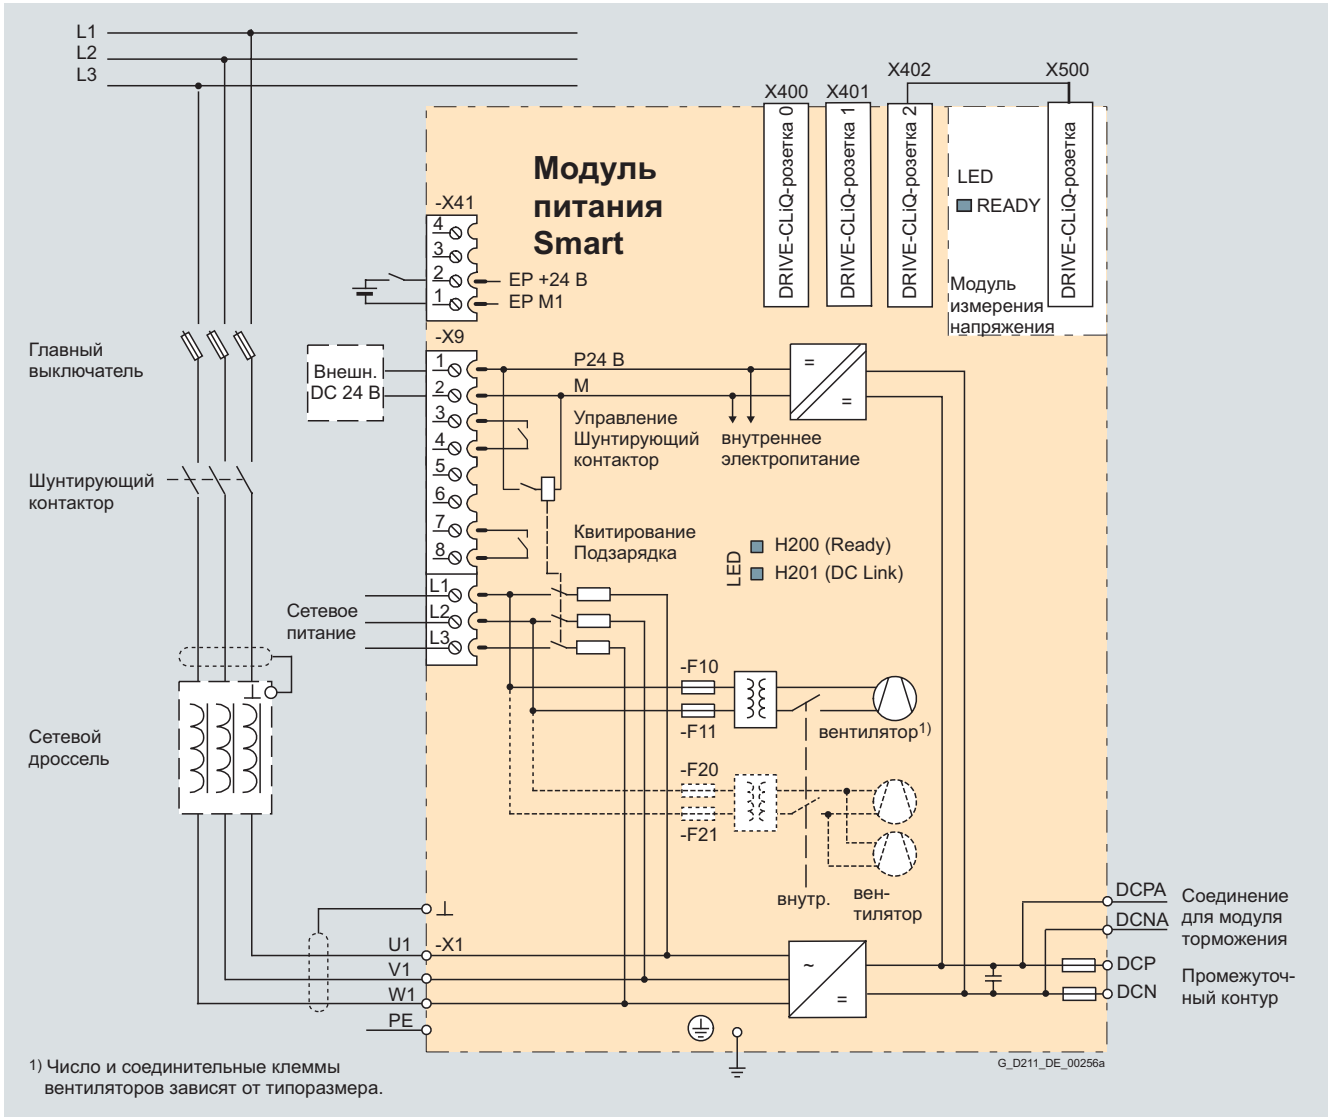 L1
L2
L3
X400
X401
X402
X500
DRIVE-CLiQ-розетка 0
DRIVE-CLiQ-розетка 1
DRIVE-CLiQ-розетка 2
DRIVE-CLiQ-розетка
LED
READY
Модуль
измерения
напряжения
Модуль
питания
Smart
-X41
4
3
2
1
EP +24 В
EP M1
Главный
выключатель
-X9
Внешн.
DC 24 В
1
2
3
4
5
6
7
8
P24 В
M
=
=
Управление
Шунтирующий
контактор
внутреннее
электропитание
Шунтирующий
контактор
Квитирование
Подзарядка
LED
H200 (Ready)
H201 (DC Link)
L1
L2
L3
Сетевое
питание
-F10
-F11
вентилятор1)
Сетевой
дроссель
-F20
-F21
внутр.
вен-
тилятор
DCPA
DCNA
Соединение
для модуля
торможения
U1
-X1
V1
W1
PE
~
=
DCP
DCN
Промежуточ-
ный контур
G_D211_DE_00256a
1) Число и соединительные клеммы
вентиляторов зависят от типоразмера.